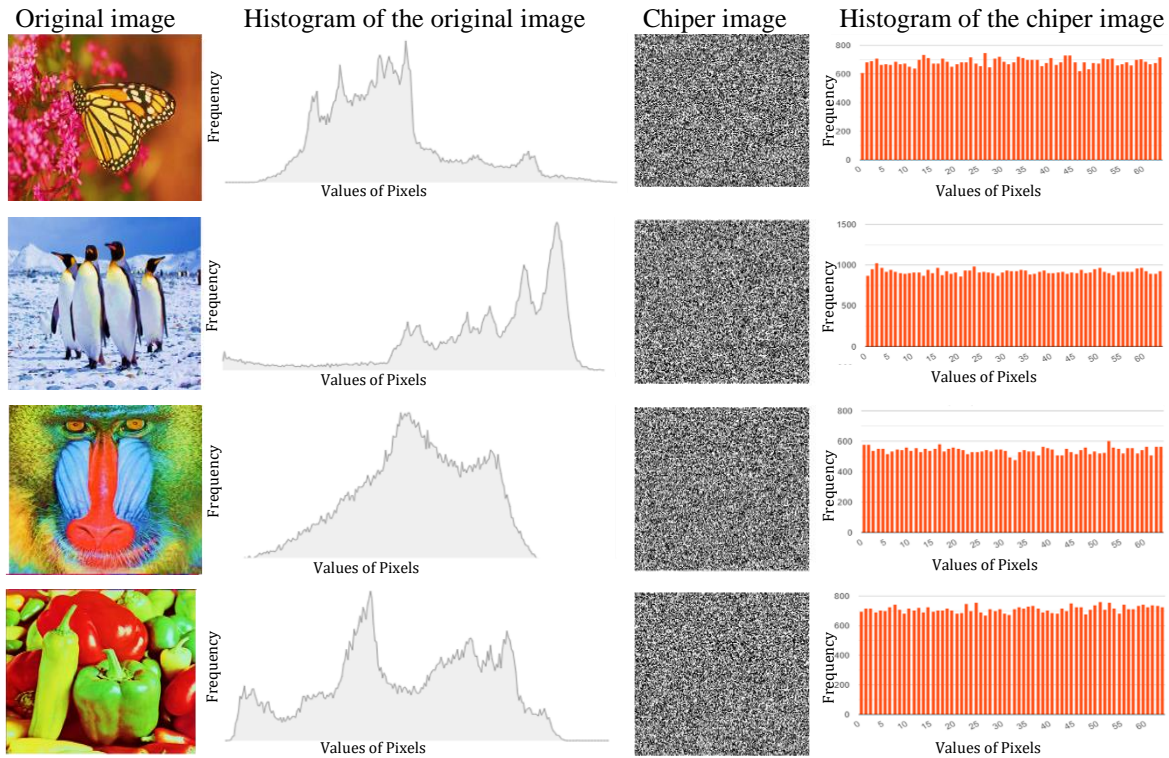 Original image Histogram of the original image Chiper image Histogram of the chiper image
Frequency
Values of Pixels
Frequency
800
600
400
200
0
0 5 10 15 20 25 30 35 40 45 50 55 60
Values of Pixels
Frequency
Values of Pixels
Frequency
1500
1000
500
0
0 5 10 15 20 25 30 35 40 45 50 55 60
Values of Pixels
Frequency
Values of Pixels
Frequency
800
600
400
200
0
0 5 10 15 20 25 30 35 40 45 50 55 60
Values of Pixels
Frequency
Values of Pixels
Frequency
800
600
400
200
0
0 5 10 15 20 25 30 35 40 45 50 55 60
Values of Pixels